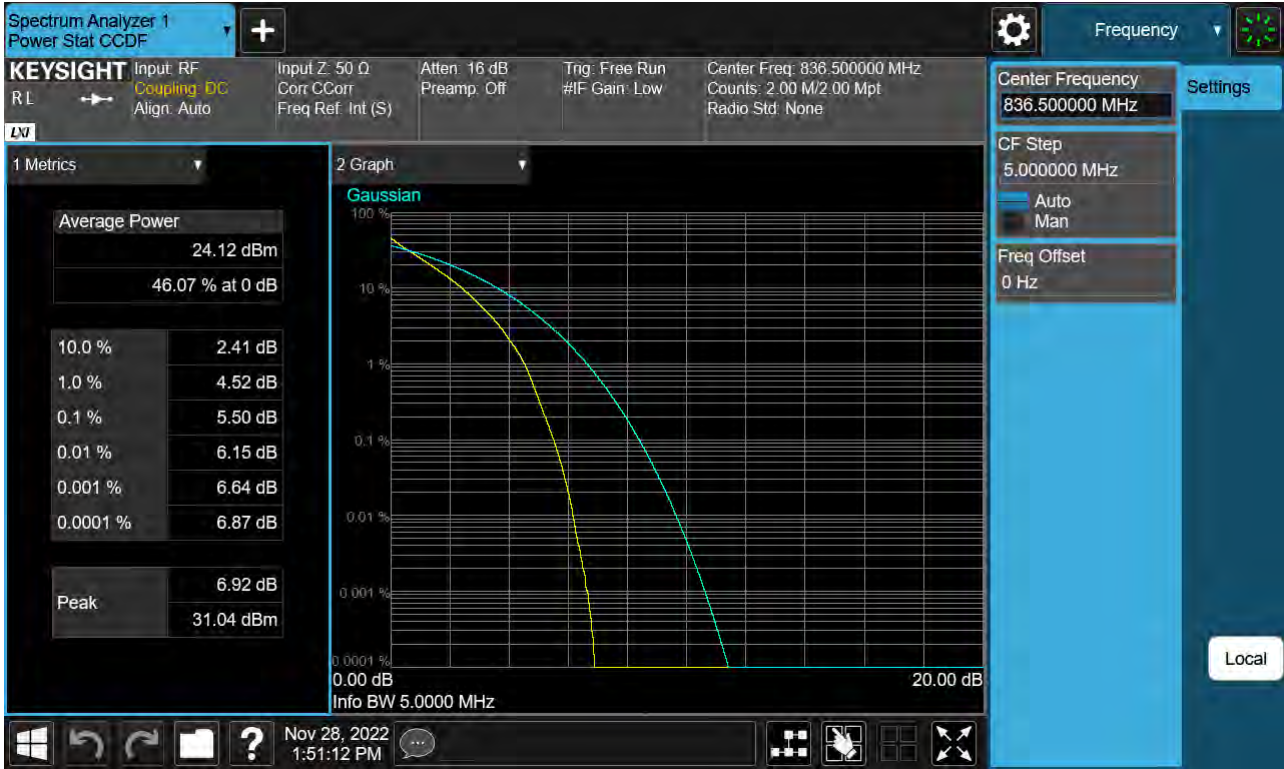 Spectrum Analyzer 1
Power Stat CCDF
+
Frequency
KEYSIGHT
R L
LXI
Input: RF
Coupling: DC
Align: Auto
Input Z: 50 Ω
Corr CCorr
Freq Ref: Int (S)
Atten: 16 dB
Preamp: Off
Trig: Free Run
#IF Gain: Low
Center Freq: 836.500000 MHz
Counts: 2.00 M/2.00 Mpt
Radio Std: None
Center Frequency
836.500000 MHz
Settings
CF Step
5.000000 MHz
Auto
Man
Freq Offset
0 Hz
Local
1 Metrics
Average Power
24.12 dBm
46.07 % at 0 dB
10.0 % 2.41 dB
1.0 % 4.52 dB
0.1 % 5.50 dB
0.01 % 6.15 dB
0.001 % 6.64 dB
0.0001 % 6.87 dB
Peak
6.92 dB
31.04 dBm
2 Graph
Gaussian
100 %
10 %
1 %
0.1 %
0.01 %
0.001 %
0.0001 %
0.00 dB 20.00 dB
Info BW 5.0000 MHz
?
Nov 28, 2022
1:51:12 PM